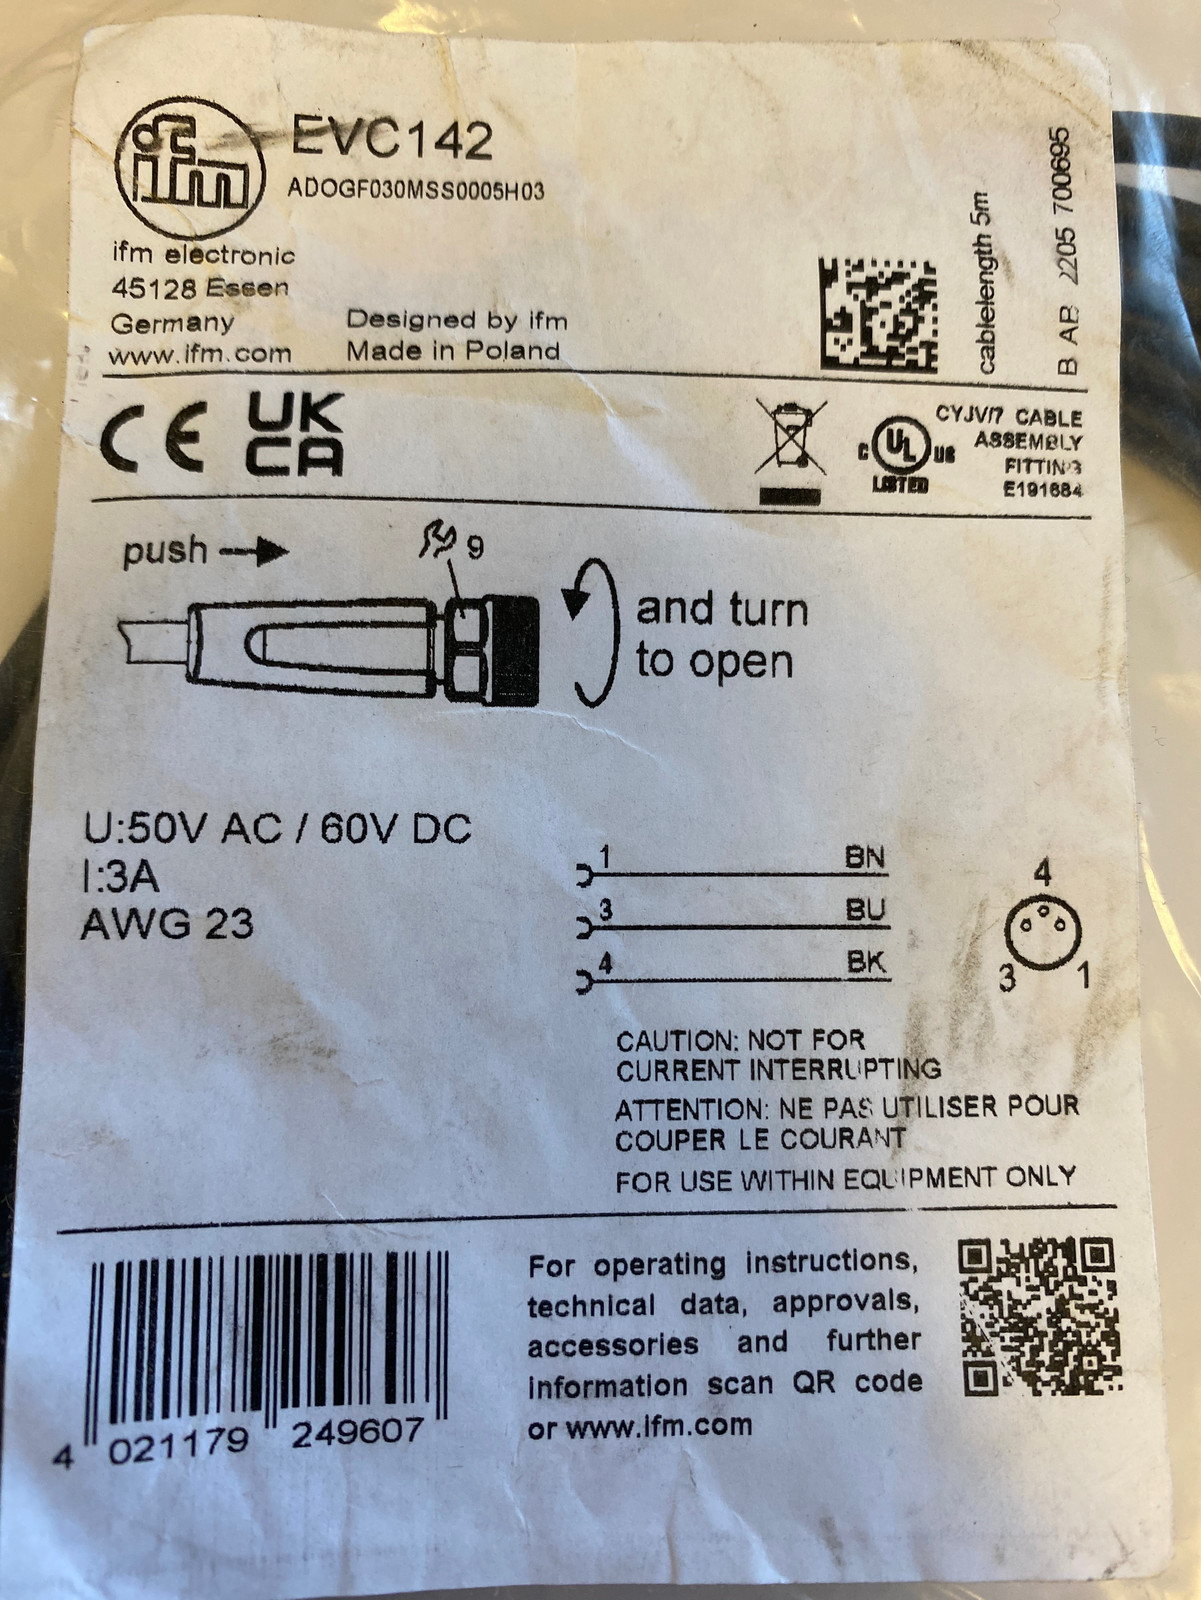 ifm
EVC142
ADOGF030MSS0005H03
ifm electronic
45128 Essen
Germany
www.ifm.com
Designed by ifm
Made in Poland
cablelength 5m
B AB 2205 700695
CE
UK
CA
C UL US
LISTED
CYJV/7 CABLE
ASSEMBLY
FITTING
E191684
push
9
and turn
to open
U:50V AC / 60V DC
I:3A
AWG 23
1 BN
3 BU
4 BK
4
3 1
CAUTION: NOT FOR
CURRENT INTERRUPTING
ATTENTION: NE PAS UTILISER POUR
COUPER LE COURANT
FOR USE WITHIN EQUIPMENT ONLY
4 021179 249607
For operating instructions,
technical data, approvals,
accessories and further
information scan QR code
or www.ifm.com